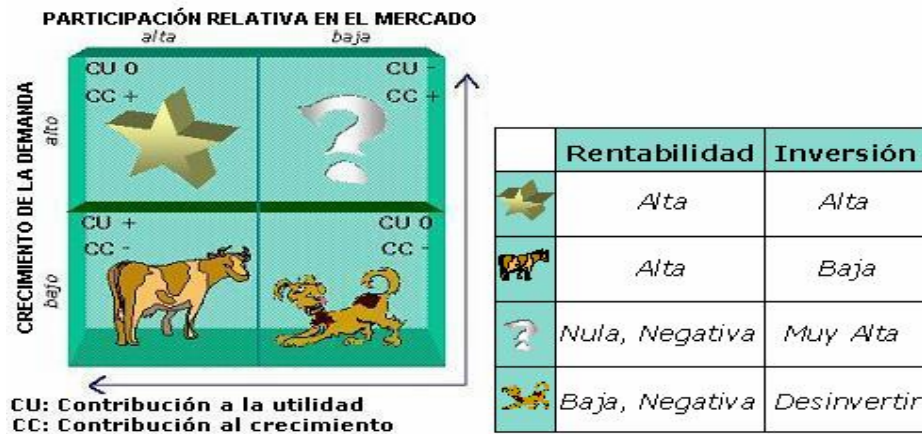 PARTICIPACIÓN RELATIVA EN EL MERCADO
alta baja
CRECIMIENTO DE LA DEMANDA
alto
bajo
CU 0
CC +
CU -
CC +
CU +
CC -
CU 0
CC -
CU: Contribución a la utilidad
CC: Contribución al crecimiento
Rentabilidad Inversión
Alta Alta
Alta Baja
Nula, Negativa Muy Alta
Baja, Negativa Desinvertir